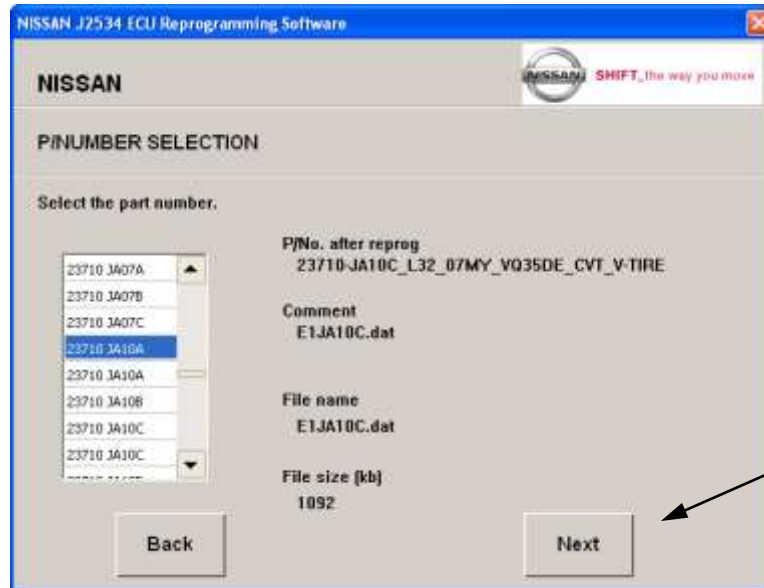 NISSAN J2534 ECU Reprogramming Software
NISSAN
NISSAN
SHIFT_the way you move
P/NUMBER SELECTION
Select the part number.
23710 JA07A
23710 JA07B
23710 JA07C
23710 JA10A
23710 JA10A
23710 JA10B
23710 JA10C
23710 JA10C
P/No. after reprog
23710-JA10C_L32_07MY_VQ35DE_CVT_V-TIRE
Comment
E1JA10C.dat
File name
E1JA10C.dat
File size [kb]
1092
Back
Next